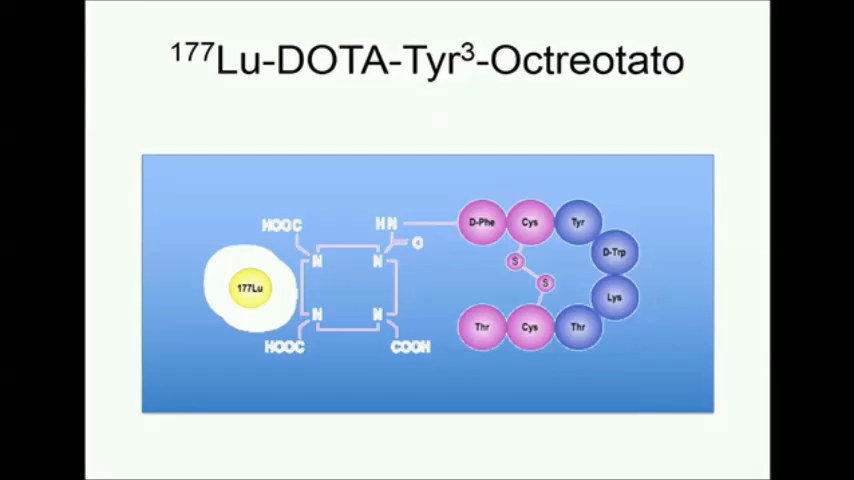 ¹⁷⁷Lu-DOTA-Tyr³-Octreotato
HOOC HN D-Phe Cys Tyr
O
N N S D-Trp
177Lu S Lys
N N
HOOC COOH Thr Cys Thr